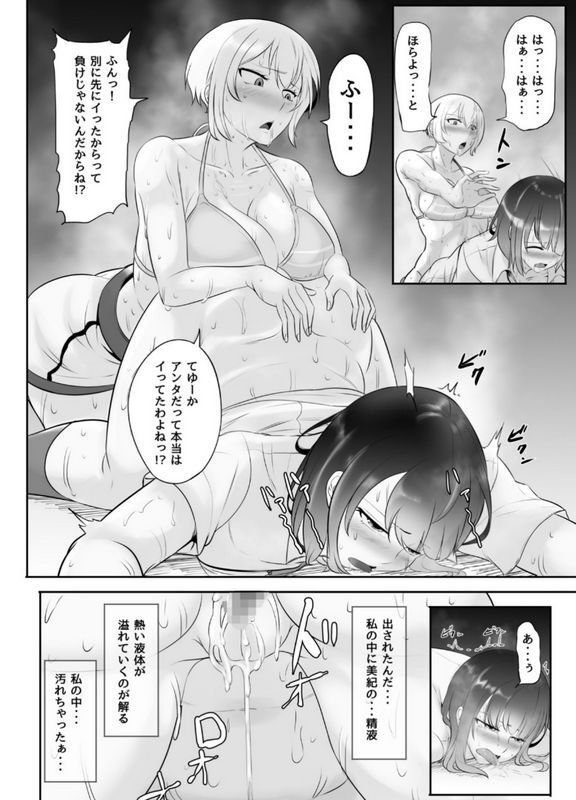 はっ・・はっ
はぁ・・はぁ・・
ほらよっ・・と
トン
ふー・・・
ふんっ！
別に先にイったからって
負けじゃないんだからね!?
てゆーか
アンタだって本当は
イってたわよねっ!?
ビクッ
ビクッ
あ・・・う
出されたんだ・・・
私の中に美紀の・・精液
熱い液体が
溢れていくのが解る
私の中・・・
汚れちゃったぁ・・・